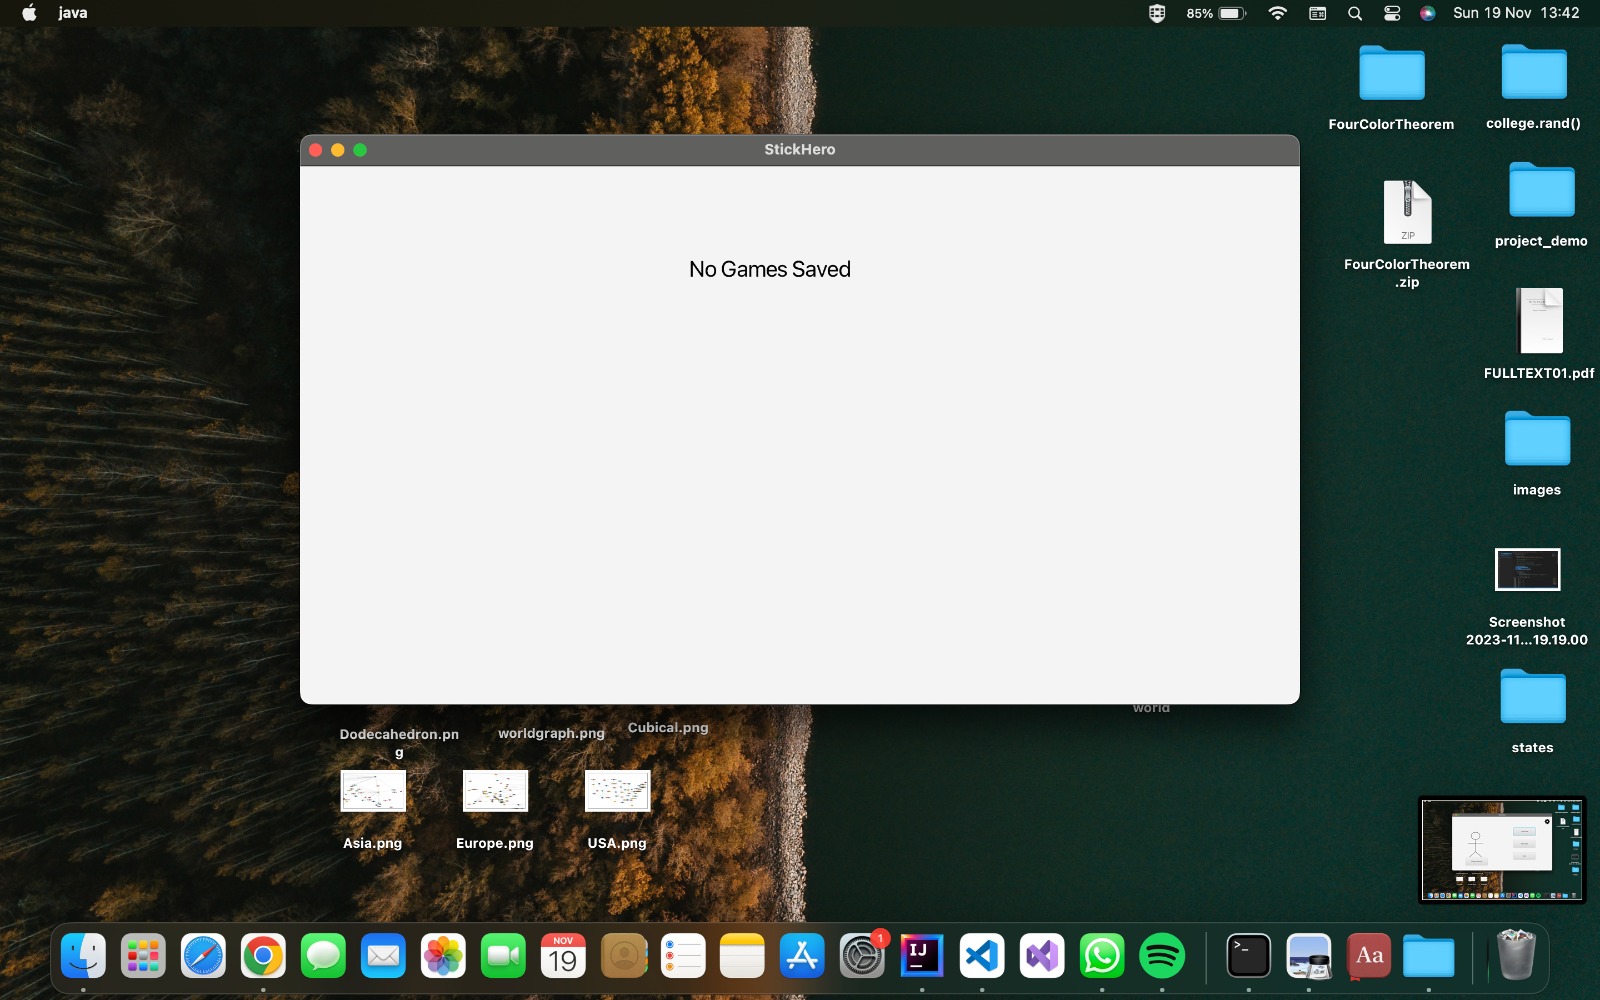 java
85%
Sun 19 Nov 13:42
FourColorTheorem
college.rand()
StickHero
No Games Saved
ZIP
FourColorTheorem
.zip
project_demo
FULLTEXT01.pdf
images
Screenshot
2023-11...19.19.00
world
states
Dodecahedron.pn
g
worldgraph.png
Cubical.png
Asia.png
Europe.png
USA.png
NOV
19
1
IJ
>_
Aa